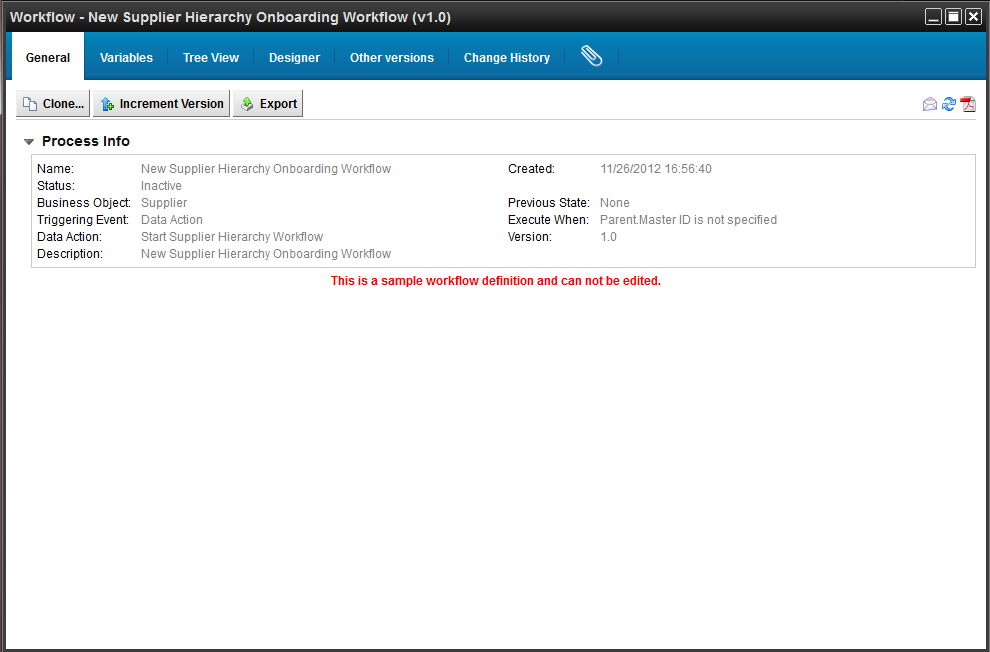 Workflow - New Supplier Hierarchy Onboarding Workflow (v1.0)
General Variables Tree View Designer Other versions Change History
Clone... Increment Version Export
Process Info
Name: New Supplier Hierarchy Onboarding Workflow Created: 11/26/2012 16:56:40
Status: Inactive
Business Object: Supplier Previous State: None
Triggering Event: Data Action Execute When: Parent.Master ID is not specified
Data Action: Start Supplier Hierarchy Workflow Version: 1.0
Description: New Supplier Hierarchy Onboarding Workflow
This is a sample workflow definition and can not be edited.